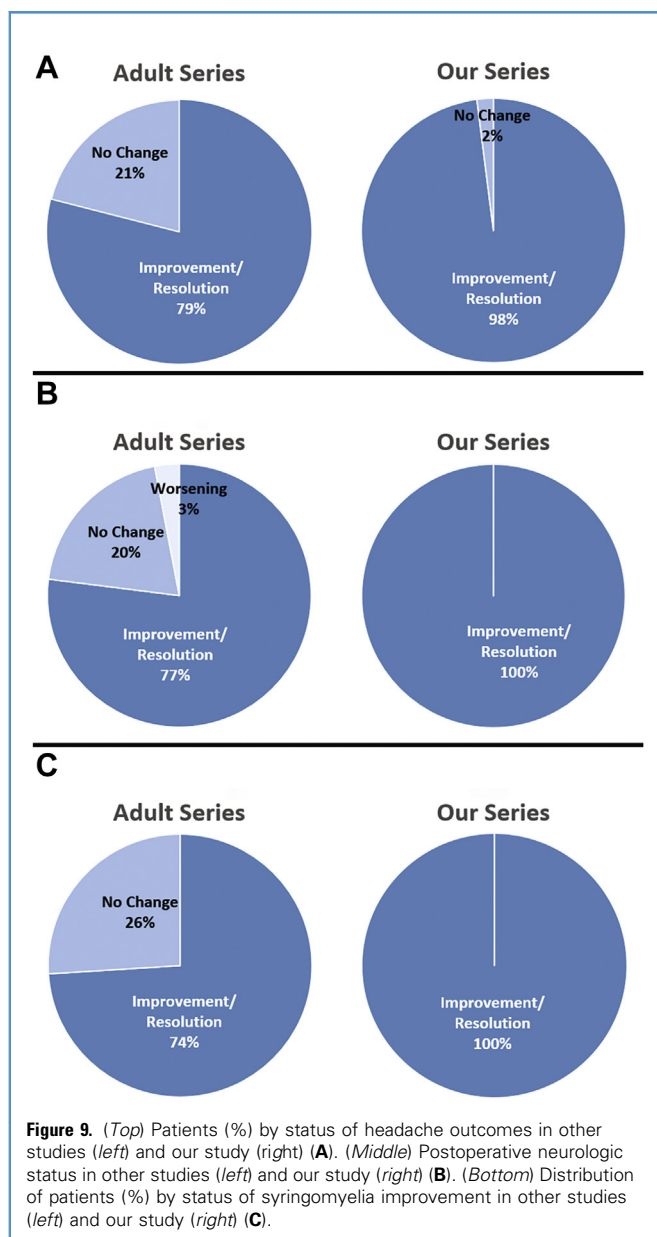 A
Adult Series
Our Series
No Change
21%
Improvement/
Resolution
79%
No Change
2%
Improvement/
Resolution
98%
B
Adult Series
Our Series
Worsening
3%
No Change
20%
Improvement/
Resolution
77%
Improvement/
Resolution
100%
C
Adult Series
Our Series
No Change
26%
Improvement/
Resolution
74%
Improvement/
Resolution
100%
Figure 9. (Top) Patients (%) by status of headache outcomes in other
studies (left) and our study (right) (A). (Middle) Postoperative neurologic
status in other studies (left) and our study (right) (B). (Bottom) Distribution
of patients (%) by status of syringomyelia improvement in other studies
(left) and our study (right) (C).